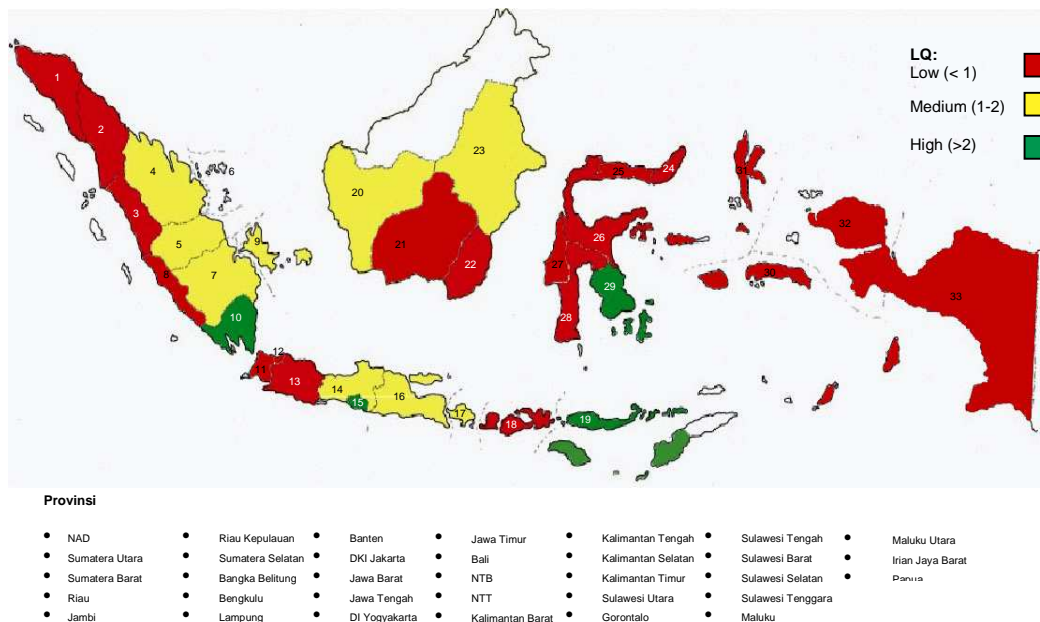 LQ:
Low (< 1)
Medium (1-2)
High (>2)
1
2
3
4
5
6
7
8
9
10
11
12
13
14
15
16
17
18
19
20
21
22
23
24
25
26
27
28
29
30
31
32
33
Provinsi
• NAD
• Sumatera Utara
• Sumatera Barat
• Riau
• Jambi
• Riau Kepulauan
• Sumatera Selatan
• Bangka Belitung
• Bengkulu
• Lampung
• Banten
• DKI Jakarta
• Jawa Barat
• Jawa Tengah
• DI Yogyakarta
• Jawa Timur
• Bali
• NTB
• NTT
• Kalimantan Barat
• Kalimantan Tengah
• Kalimantan Selatan
• Kalimantan Timur
• Sulawesi Utara
• Gorontalo
• Sulawesi Tengah
• Sulawesi Barat
• Sulawesi Selatan
• Sulawesi Tenggara
• Maluku
• Maluku Utara
• Irian Jaya Barat
• Papua